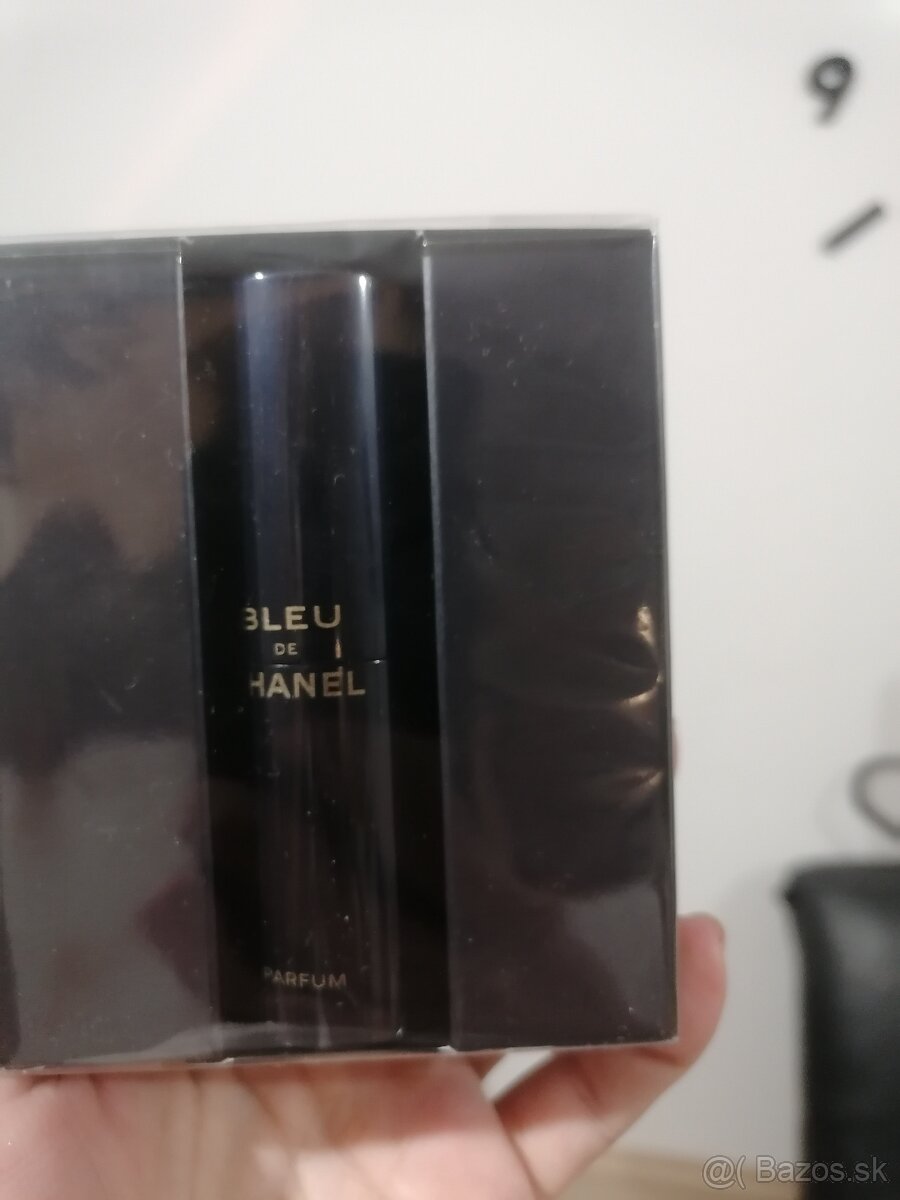 9
BLEU
DE
HANEL
PARFUM
@( Bazos.sk